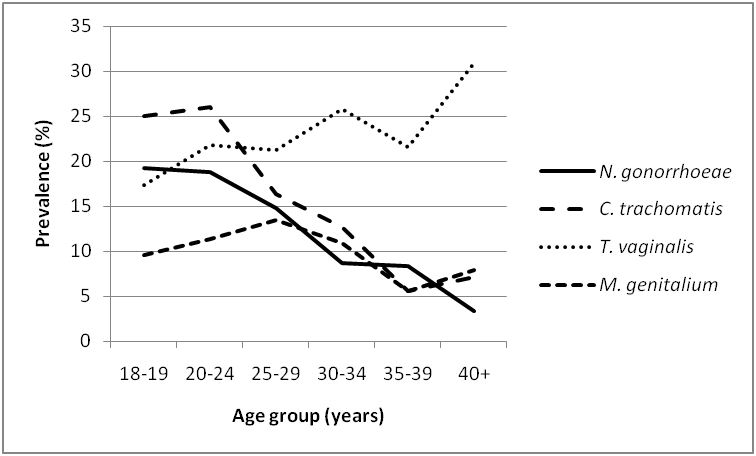 35
30
25
20
15
10
5
0
Prevalence (%)
18-19 20-24 25-29 30-34 35-39 40+
Age group (years)
N. gonorrhoeae
C. trachomatis
T. vaginalis
M. genitalium